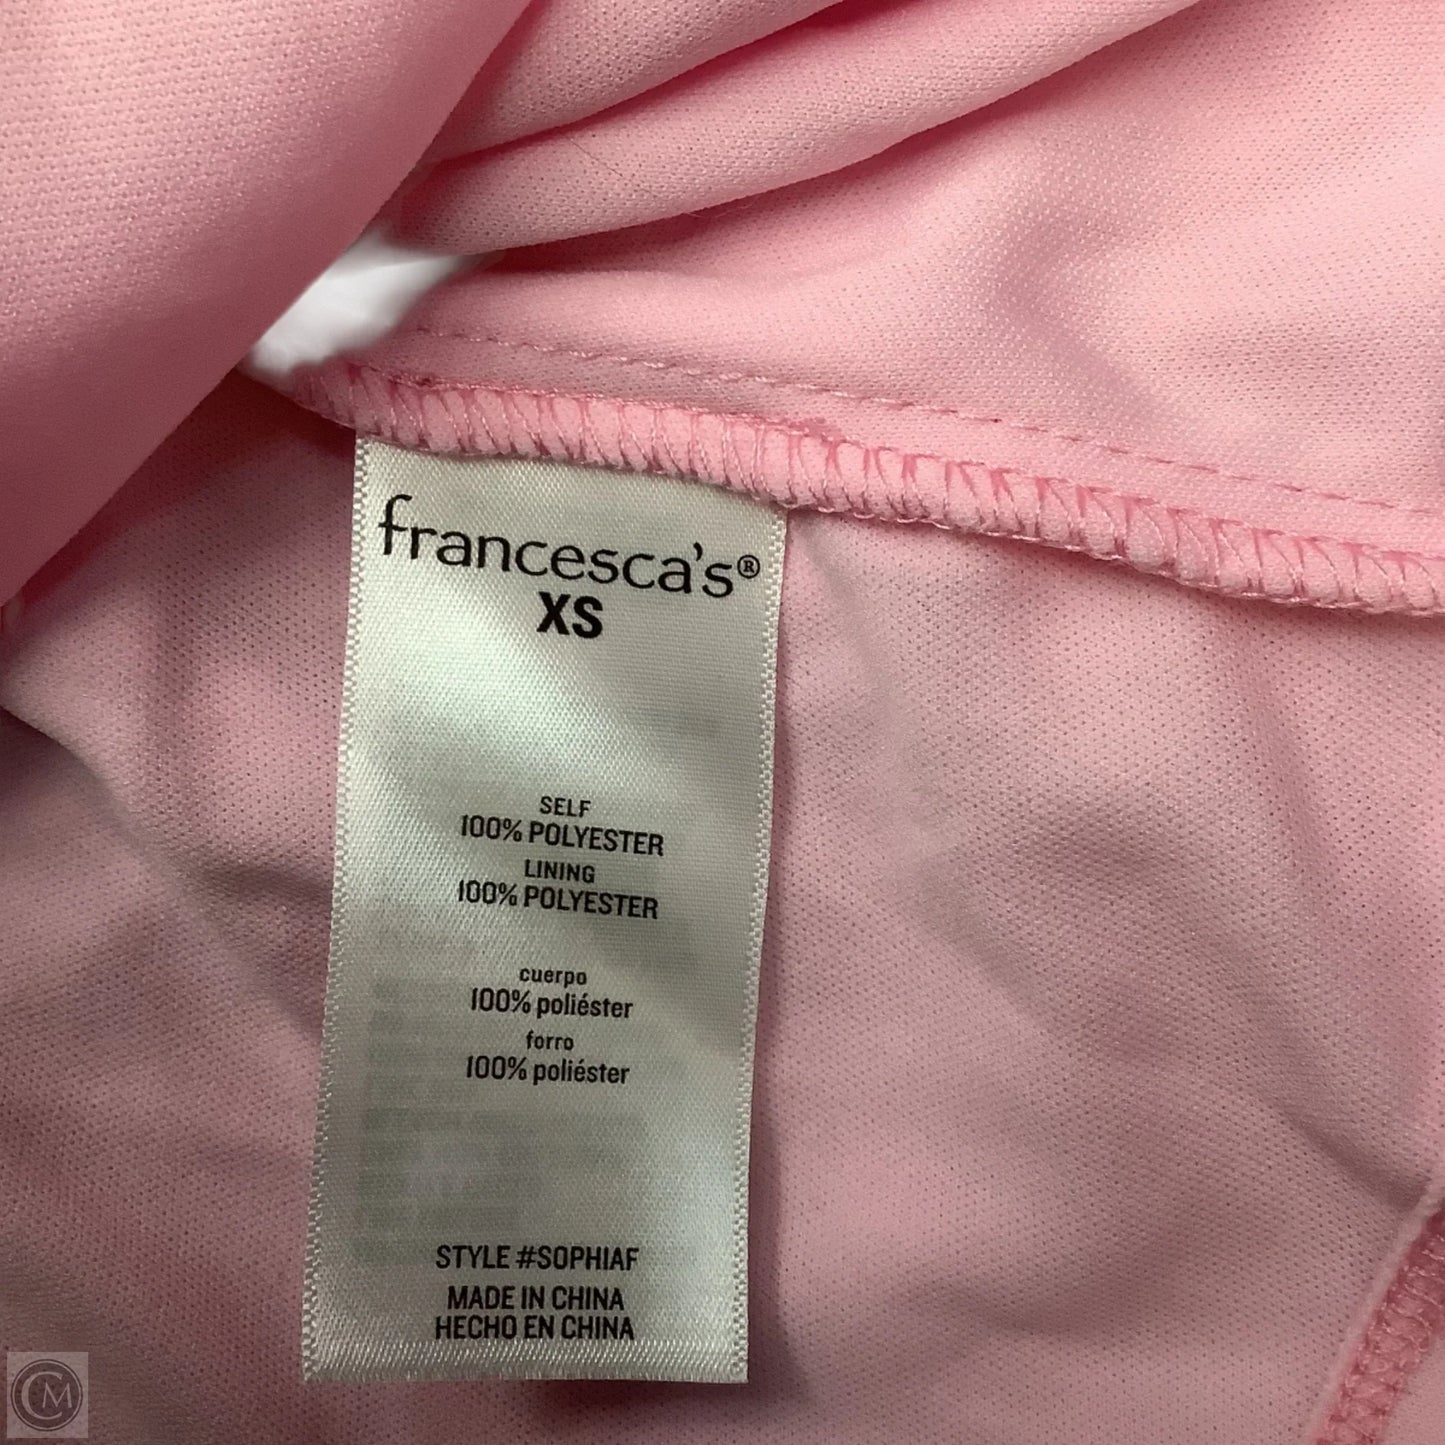 francesca's®
XS
SELF
100% POLYESTER
LINING
100% POLYESTER
cuerpo
100% poliéster
forro
100% poliéster
STYLE #SOPHIAF
MADE IN CHINA
HECHO EN CHINA
CM